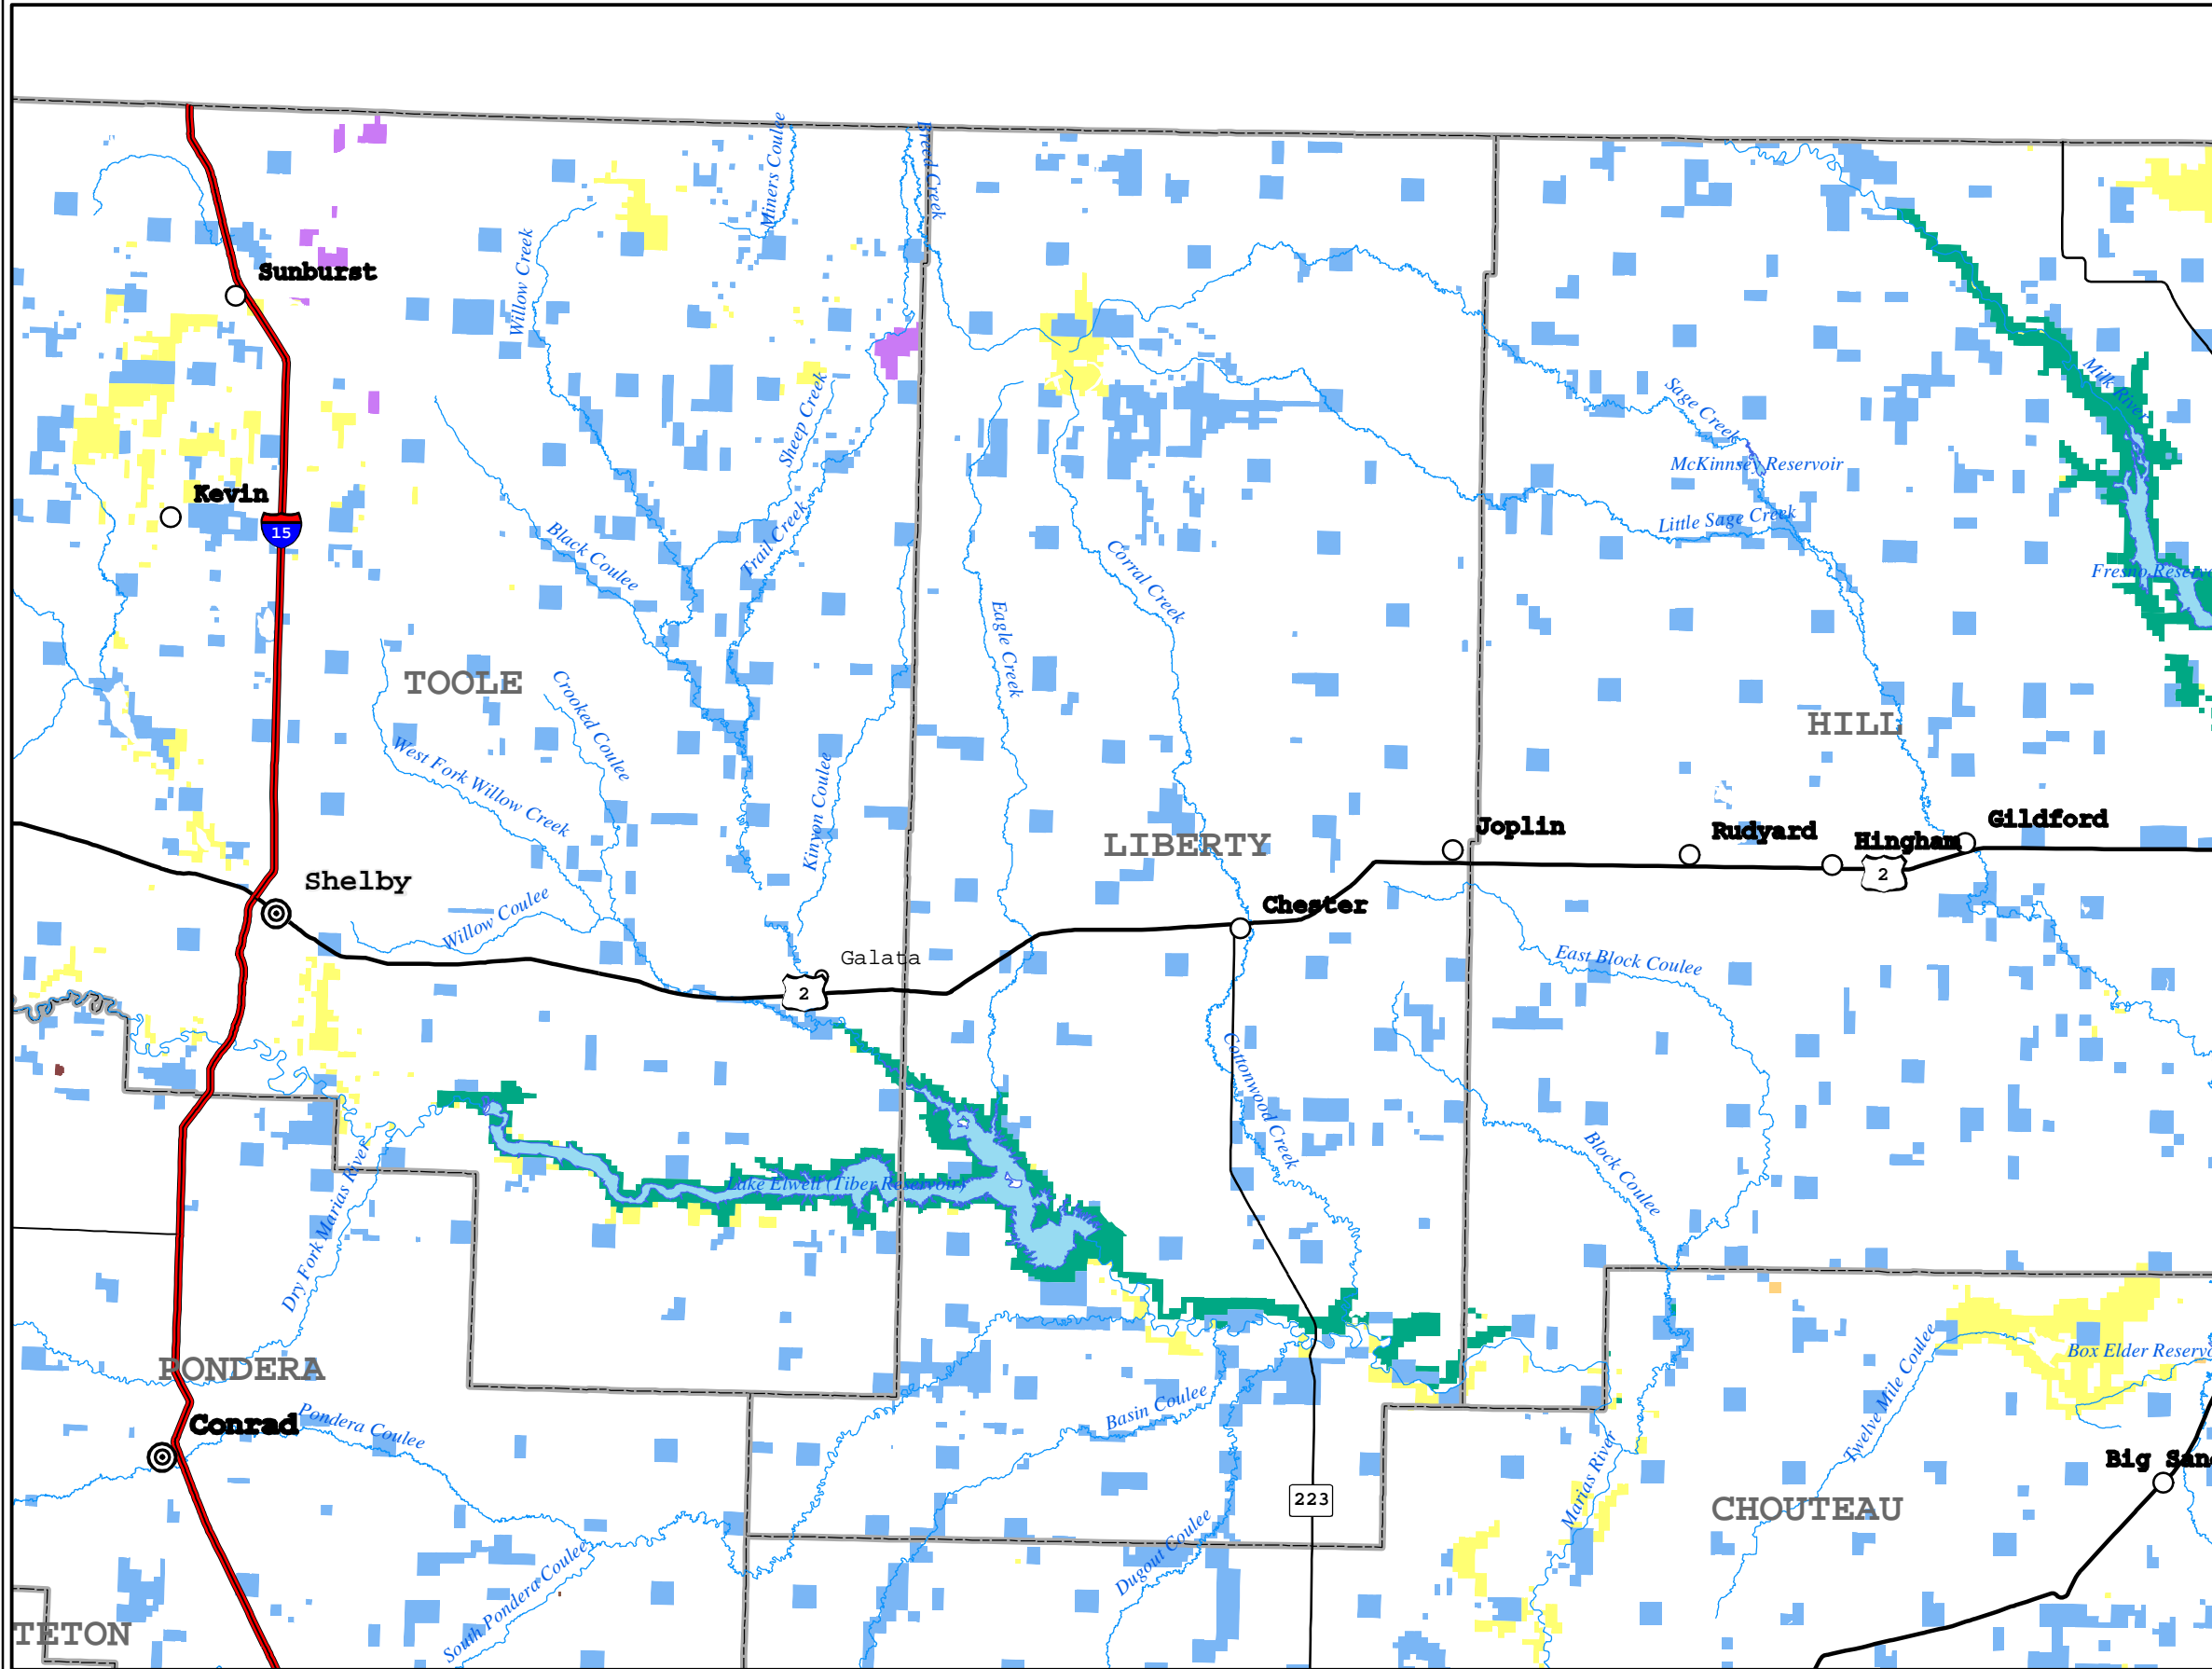 Miners Coulee
Breed Creek
Willow Creek
Sunburst
Milk River
Sheep Creek
Sage Creek
McKinnsey Reservoir
Kevin
15
Black Coulee
Trail Creek
Little Sage Creek
Corral Creek
Eagle Creek
TOOLE
Crooked Coulee
HILL
West Fork Willow Creek
Kinyon Coulee
LIBERTY
Joplin
Rudyard
Hingham
Gildford
2
Shelby
Chester
Willow Coulee
Galata
2
East Block Coulee
Cottonwood Creek
Block Coulee
Dry Fork Marias River
Lake Elwell (Tiber Reservoir)
PONDERA
Conrad
Pondera Coulee
Basin Coulee
Twelve Mile Coulee
Box Elder Reservo
Marias River
Big San
223
CHOUTEAU
Dugout Coulee
South Pondera Coulee
TETON